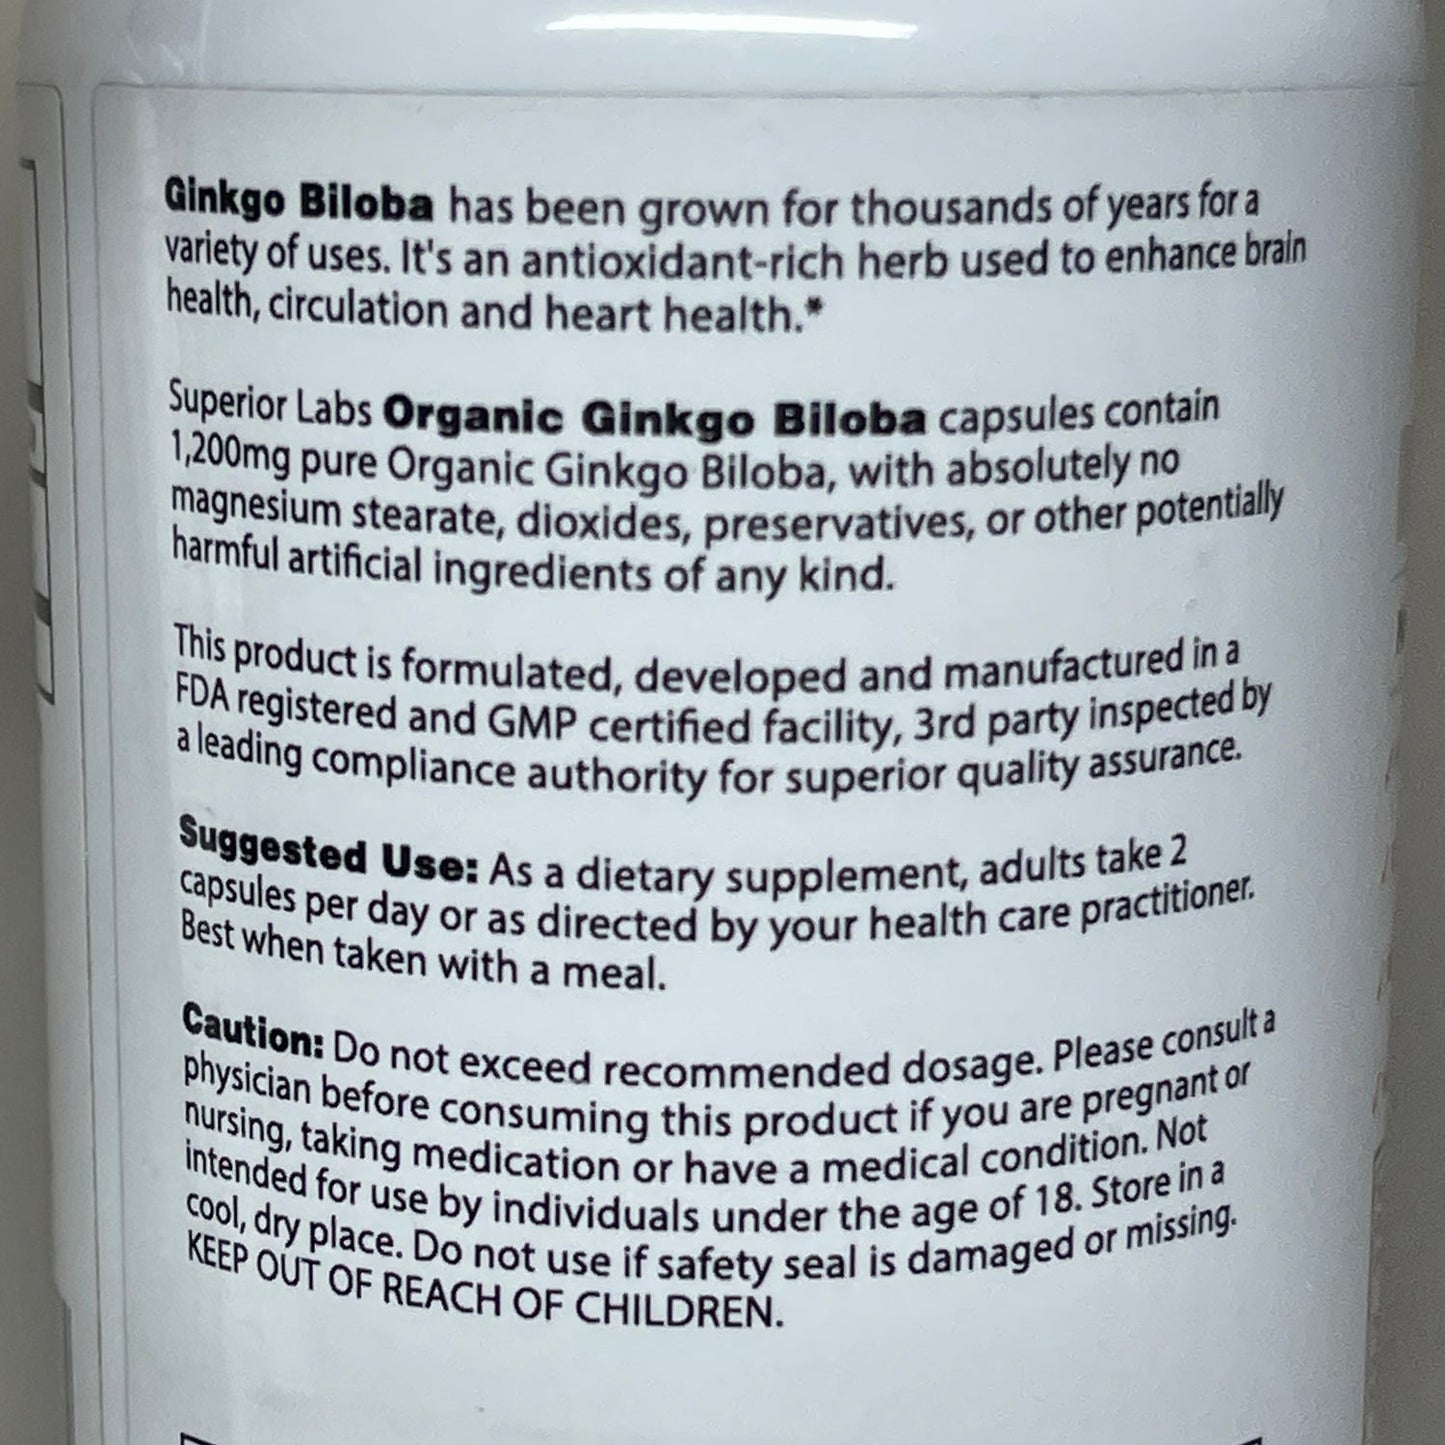 Ginkgo Biloba has been grown for thousands of years for a
variety of uses. It's an antioxidant-rich herb used to enhance brain
health, circulation and heart health.*
Superior Labs Organic Ginkgo Biloba capsules contain
1,200mg pure Organic Ginkgo Biloba, with absolutely no
magnesium stearate, dioxides, preservatives, or other potentially
harmful artificial ingredients of any kind.
This product is formulated, developed and manufactured in a
FDA registered and GMP certified facility, 3rd party inspected by
a leading compliance authority for superior quality assurance.
Suggested Use: As a dietary supplement, adults take 2
capsules per day or as directed by your health care practitioner.
Best when taken with a meal.
Caution: Do not exceed recommended dosage. Please consult a
physician before consuming this product if you are pregnant or
nursing, taking medication or have a medical condition. Not
intended for use by individuals under the age of 18. Store in a
cool, dry place. Do not use if safety seal is damaged or missing.
KEEP OUT OF REACH OF CHILDREN.